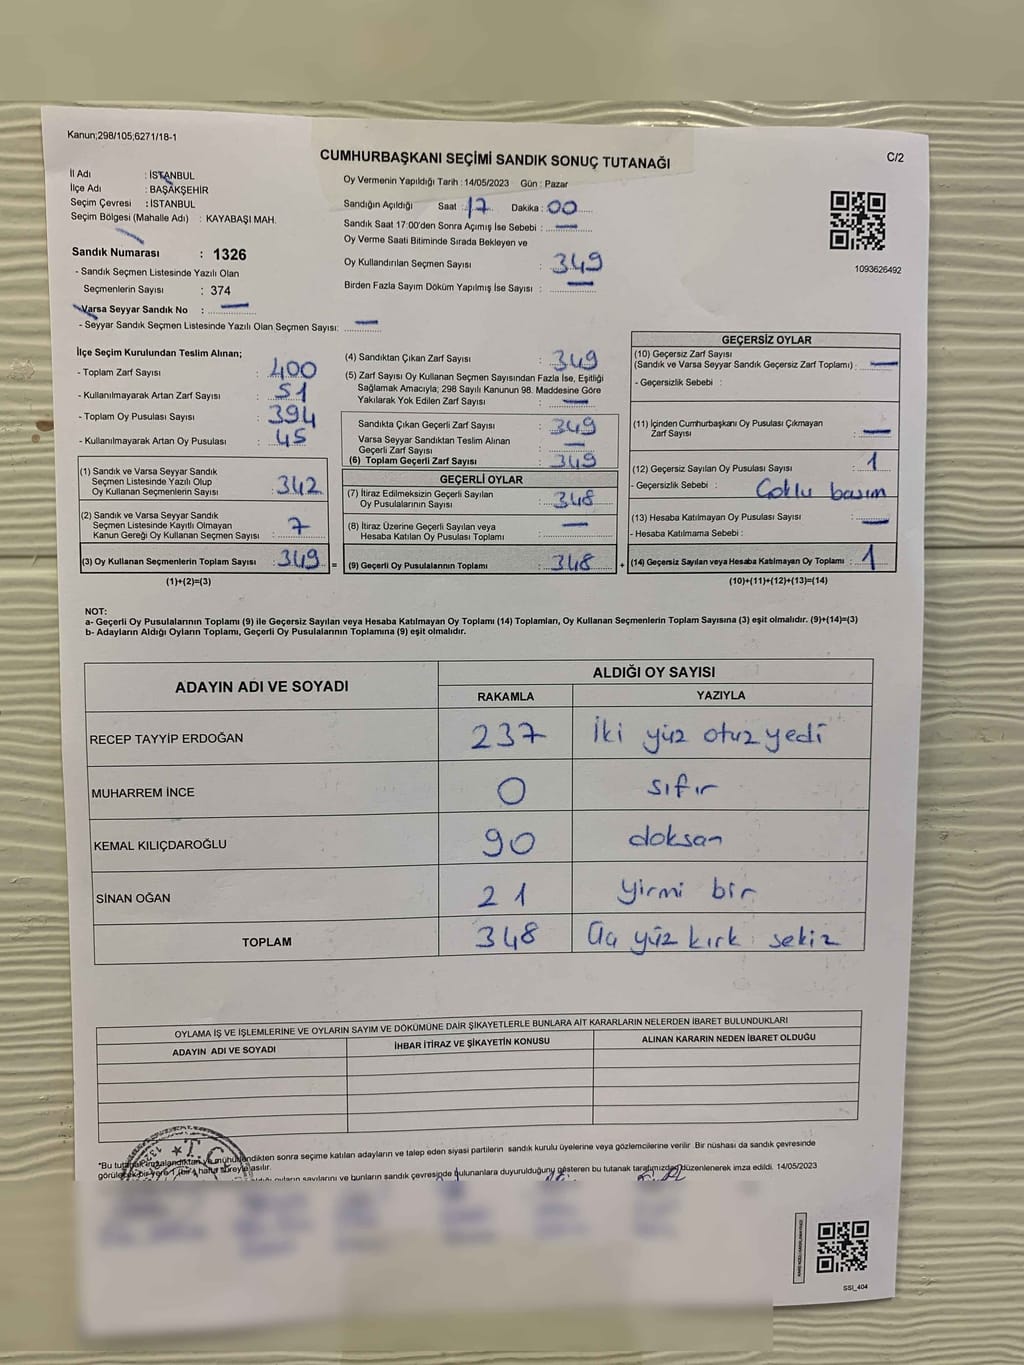 Kanun;298/105;6271/18-1
C/2
CUMHURBAŞKANI SEÇİMİ SANDIK SONUÇ TUTANAĞI
İl Adı : İSTANBUL
İlçe Adı : BAŞAKŞEHİR
Seçim Çevresi : İSTANBUL
Seçim Bölgesi (Mahalle Adı) : KAYABAŞI MAH.
Sandık Numarası : 1326
- Sandık Seçmen Listesinde Yazılı Olan
Seçmenlerin Sayısı : 374
Varsa Seyyar Sandık No : —
- Seyyar Sandık Seçmen Listesinde Yazılı Olan Seçmen Sayısı: —
Oy Vermenin Yapıldığı Tarih : 14/05/2023 Gün : Pazar
Sandığın Açıldığı Saat : 17 Dakika : 00
Sandık Saat 17:00'den Sonra Açımış İse Sebebi : —
Oy Verme Saati Bitiminde Sırada Bekleyen ve
Oy Kullandırılan Seçmen Sayısı : 349
Birden Fazla Sayım Döküm Yapılmış İse Sayısı : —
1093626492
İlçe Seçim Kurulundan Teslim Alınan;
- Toplam Zarf Sayısı : 400
- Kullanılmayarak Artan Zarf Sayısı : 51
- Toplam Oy Pusulası Sayısı : 394
- Kullanılmayarak Artan Oy Pusulası : 45
(1) Sandık ve Varsa Seyyar Sandık
Seçmen Listesinde Yazılı Olup
Oy Kullanan Seçmenlerin Sayısı : 342
(2) Sandık ve Varsa Seyyar Sandık
Seçmen Listesinde Kayıtlı Olmayan
Kanun Gereği Oy Kullanan Seçmen Sayısı : 7
(3) Oy Kullanan Seçmenlerin Toplam Sayısı : 349 =
(1)+(2)=(3)
(4) Sandıktan Çıkan Zarf Sayısı : 349
(5) Zarf Sayısı Oy Kullanan Seçmen Sayısından Fazla İse, Eşitliği
Sağlamak Amacıyla; 298 Sayılı Kanunun 98. Maddesine Göre
Yakılarak Yok Edilen Zarf Sayısı : —
Sandıkta Çıkan Geçerli Zarf Sayısı : 349
Varsa Seyyar Sandıktan Teslim Alınan
Geçerli Zarf Sayısı : —
(6) Toplam Geçerli Zarf Sayısı : 349
GEÇERLİ OYLAR
(7) İtiraz Edilmeksizin Geçerli Sayılan
Oy Pusulasının Sayısı : 348
(8) İtiraz Üzerine Geçerli Sayılan veya
Hesaba Katılan Oy Pusulası Toplamı : —
(9) Geçerli Oy Pusulalarının Toplamı : 348 +
GEÇERSİZ OYLAR
(10) Geçersiz Zarf Sayısı
(Sandık ve Varsa Seyyar Sandık Geçersiz Zarf Toplamı) : —
- Geçersizlik Sebebi :
(11) İçinden Cumhurbaşkanı Oy Pusulası Çıkmayan
Zarf Sayısı : —
(12) Geçersiz Sayılan Oy Pusulası Sayısı : 1
- Geçersizlik Sebebi : Çoklu basım
(13) Hesaba Katılmayan Oy Pusulası Sayısı : —
- Hesaba Katılmama Sebebi :
(14) Geçersiz Sayılan veya Hesaba Katılmayan Oy Toplamı : 1
(10)+(11)+(12)+(13)=(14)
NOT:
a- Geçerli Oy Pusulalarının Toplamı (9) ile Geçersiz Sayılan veya Hesaba Katılmayan Oy Toplamı (14) Toplamları, Oy Kullanan Seçmenlerin Toplam Sayısına (3) eşit olmalıdır. (9)+(14)=(3)
b- Adayların Aldığı Oyların Toplamı, Geçerli Oy Pusulalarının Toplamına (9) eşit olmalıdır.
ADAYIN ADI VE SOYADI ALDIĞI OY SAYISI
RAKAMLA YAZIYLA
RECEP TAYYİP ERDOĞAN 237 İki yüz otuz yedi
MUHARREM İNCE 0 sıfır
KEMAL KILIÇDAROĞLU 90 doksan
SİNAN OĞAN 21 yirmi bir
TOPLAM 348 Üç yüz kırk sekiz
OYLAMA İŞ VE İŞLEMLERİNE VE OYLARIN SAYIM VE DÖKÜMÜNE DAİR ŞİKAYETLERLE BUNLARA AİT KARARLARIN NELERDEN İBARET BULUNDUKLARI
ADAYIN ADI VE SOYADI İHBAR İTİRAZ VE ŞİKAYETİN KONUSU ALINAN KARARIN NEDEN İBARET OLDUĞU
T.C.
*Bu tutanak imzalandıktan ve mühürlendikten sonra seçime katılan adayların ve talep eden siyasi partilerin sandık kurulu üyelerine veya gözlemcilerine verilir .Bir nüshası da sandık çevresinde
görülecek bir yere 1 (bir) hafta süreyle asılır.
oyların sayılarını ve bunların sandık çevresinde bulunanlara duyurulduğunu gösteren bu tutanak tarafımızdan düzenlenerek imza edildi. 14/05/2023
SSI_404